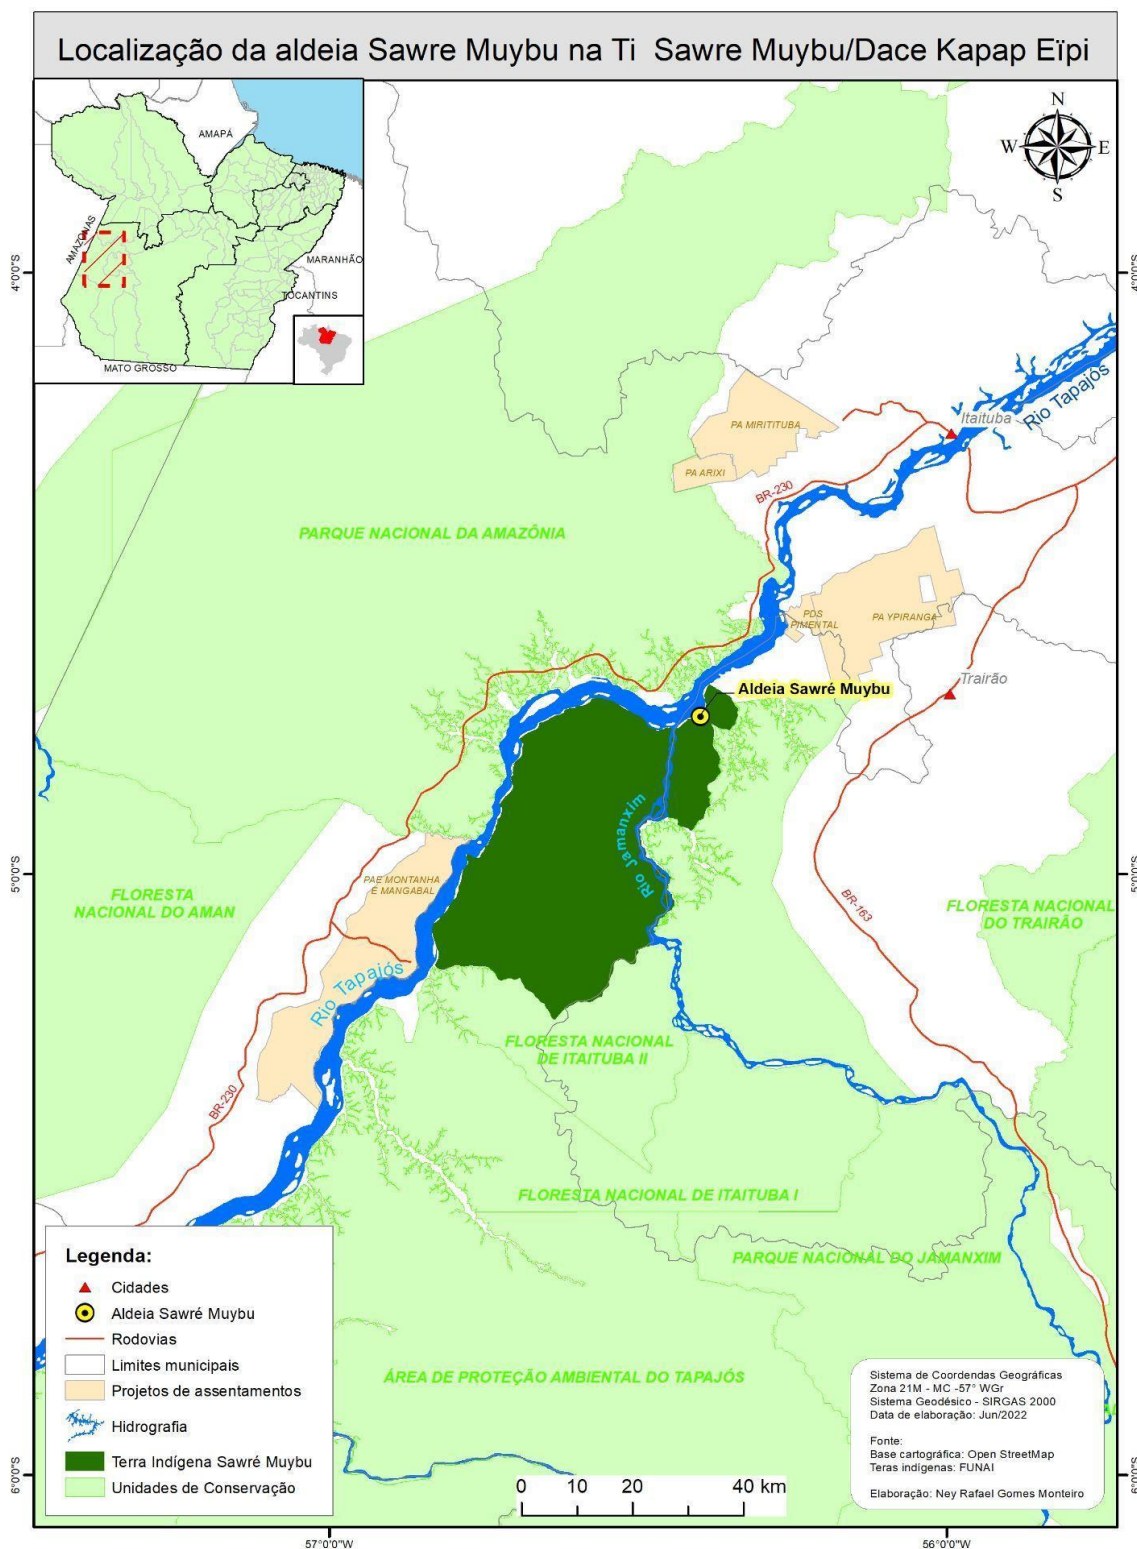 Localização da aldeia Sawre Muybu na Ti Sawre Muybu/Dace Kapap Eïpi
AMAPÁ
AMAZONAS
MARANHÃO
TOCANTINS
MATO GROSSO
N
W
E
S
4°0'0"S
4°0'0"S
Rio Tapajós
Itaituba
PA MIRITITUBA
PA ARIXI
BR-230
PARQUE NACIONAL DA AMAZÔNIA
PDS
PIMENTAL
PA YPIRANGA
Trairão
Aldeia Sawré Muybu
Rio Jamanxim
5°0'0"S
5°0'0"S
PAE MONTANHA
E MANGABAL
FLORESTA
NACIONAL DO AMAN
BR-163
FLORESTA NACIONAL
DO TRAIRÃO
Rio Tapajós
FLORESTA NACIONAL
DE ITAITUBA II
BR-230
FLORESTA NACIONAL DE ITAITUBA I
PARQUE NACIONAL DO JAMANXIM
ÁREA DE PROTEÇÃO AMBIENTAL DO TAPAJÓS
Legenda:
Cidades
Aldeia Sawré Muybu
Rodovias
Limites municipais
Projetos de assentamentos
Hidrografia
Terra Indígena Sawré Muybu
Unidades de Conservação
Sistema de Coordendas Geográficas
Zona 21M - MC -57° WGr
Sistema Geodésico - SIRGAS 2000
Data de elaboração: Jun/2022
Fonte:
Base cartográfica: Open StreetMap
Teras indígenas: FUNAI
Elaboração: Ney Rafael Gomes Monteiro
0 10 20 40 km
6°0'0"S
6°0'0"S
57°0'0"W
56°0'0"W